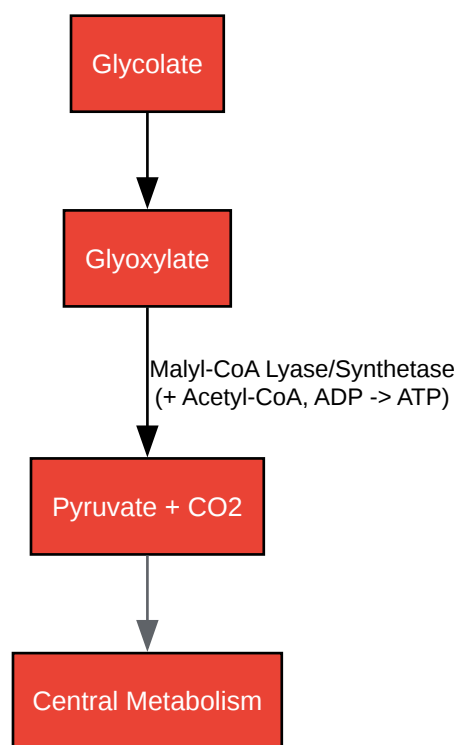 Glycolate
Glyoxylate
Malyl-CoA Lyase/Synthetase
(+ Acetyl-CoA, ADP -> ATP)
Pyruvate + CO2
Central Metabolism